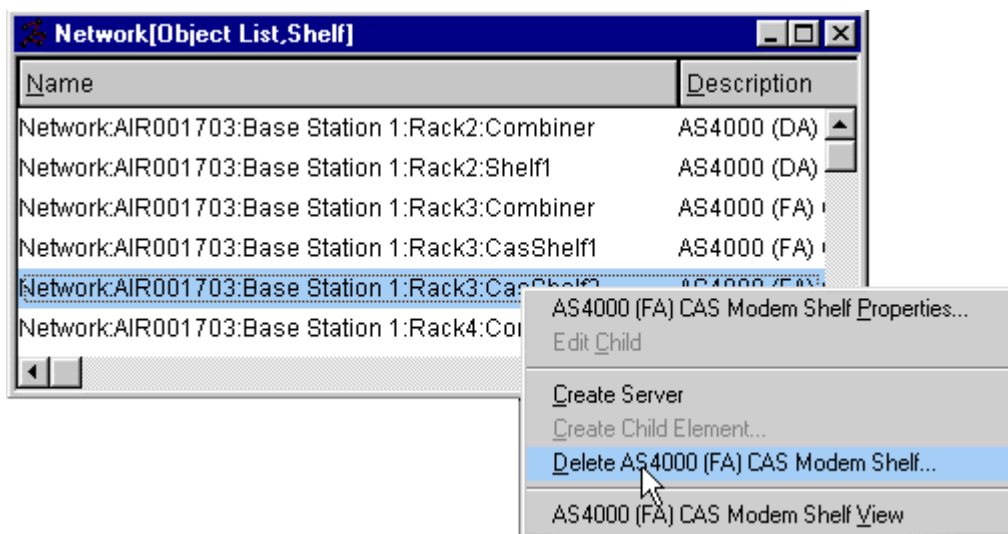 Network[Object List,Shelf]
Name Description
Network:AIR001703:Base Station 1:Rack2:Combiner AS4000 (DA)
Network:AIR001703:Base Station 1:Rack2:Shelf1 AS4000 (DA)
Network:AIR001703:Base Station 1:Rack3:Combiner AS4000 (FA)
Network:AIR001703:Base Station 1:Rack3:CasShelf1 AS4000 (FA)
Network:AIR001703:Base Station 1:Rack3:CasShelf2 AS4000 (FA)
Network:AIR001703:Base Station 1:Rack4:Co
AS4000 (FA) CAS Modem Shelf Properties...
Edit Child
Create Server
Create Child Element...
Delete AS4000 (FA) CAS Modem Shelf...
AS4000 (FA) CAS Modem Shelf View